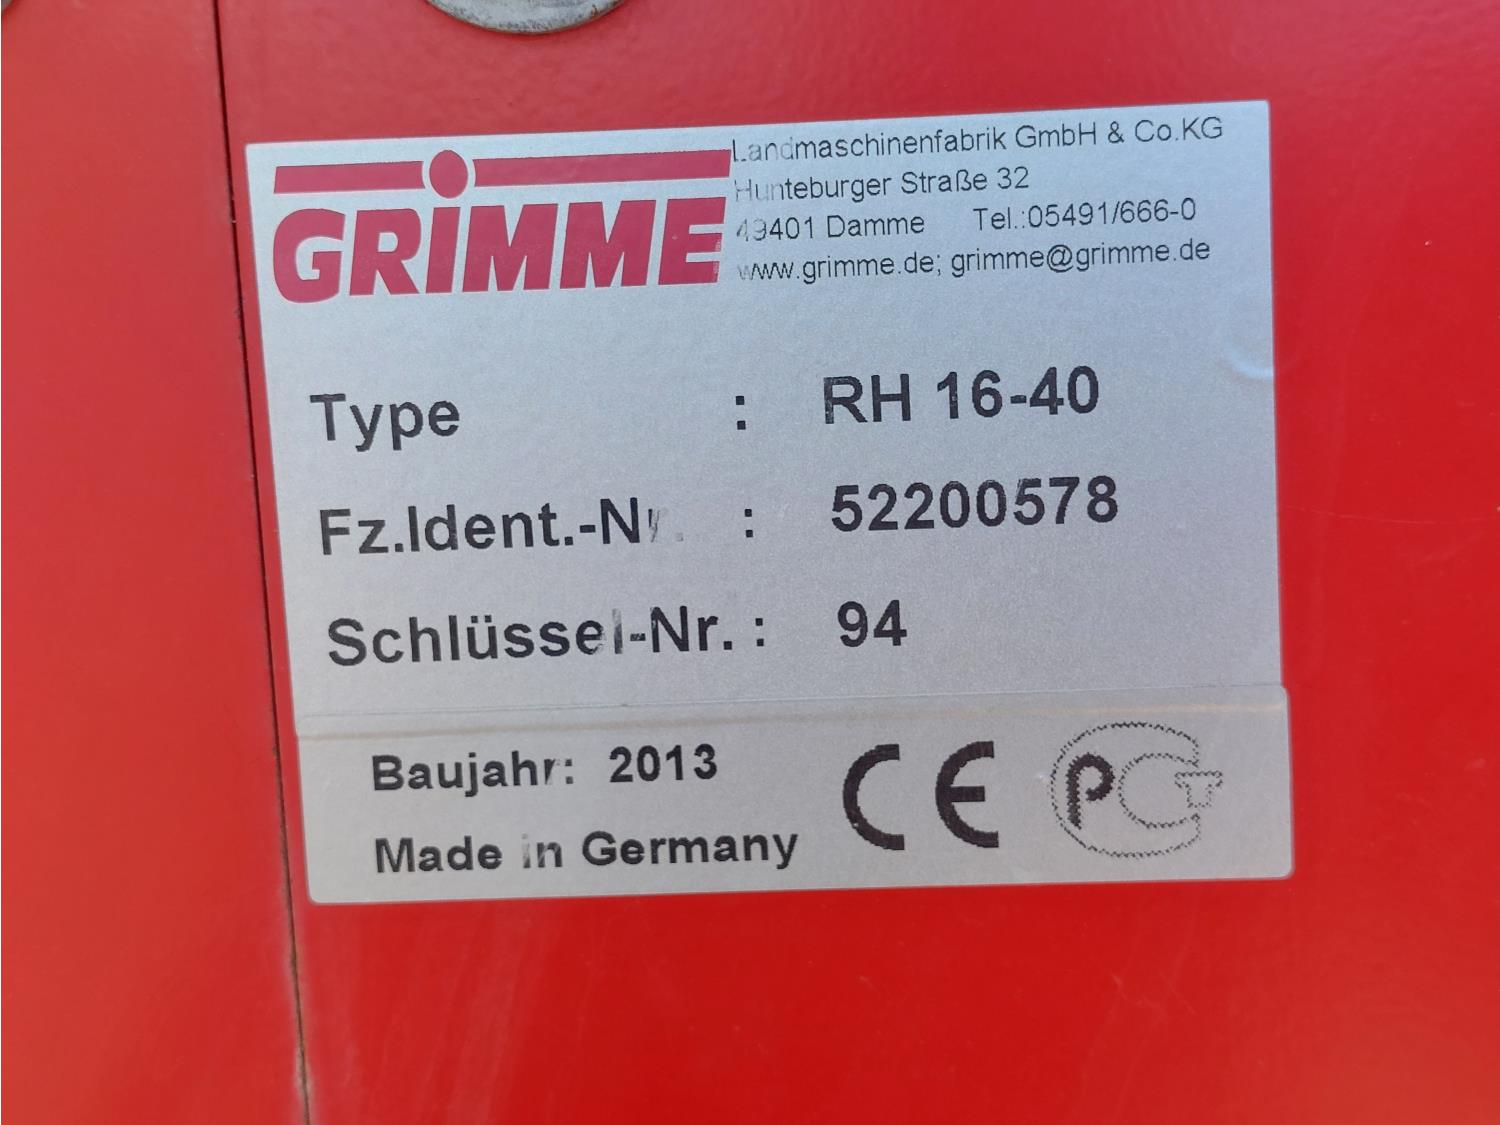 GRIMME
Landmaschinenfabrik GmbH & Co.KG
Hunteburger Straße 32
49401 Damme Tel.:05491/666-0
www.grimme.de; grimme@grimme.de
Type : RH 16-40
Fz.Ident.-Nr. : 52200578
Schlüssel-Nr. : 94
Baujahr: 2013
Made in Germany
CE
PCT